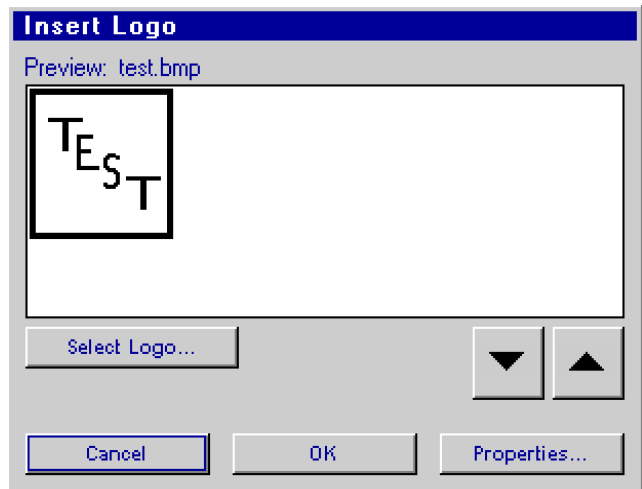 Insert Logo
Preview: test.bmp
TEST
Select Logo...
Cancel OK Properties...